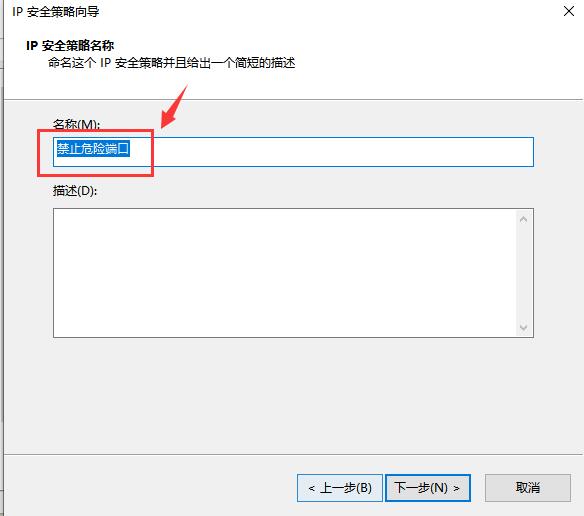 IP 安全策略向导
IP 安全策略名称
命名这个 IP 安全策略并且给出一个简短的描述
名称(M):
禁止危险端口
描述(D):
< 上一步(B) 下一步(N) > 取消